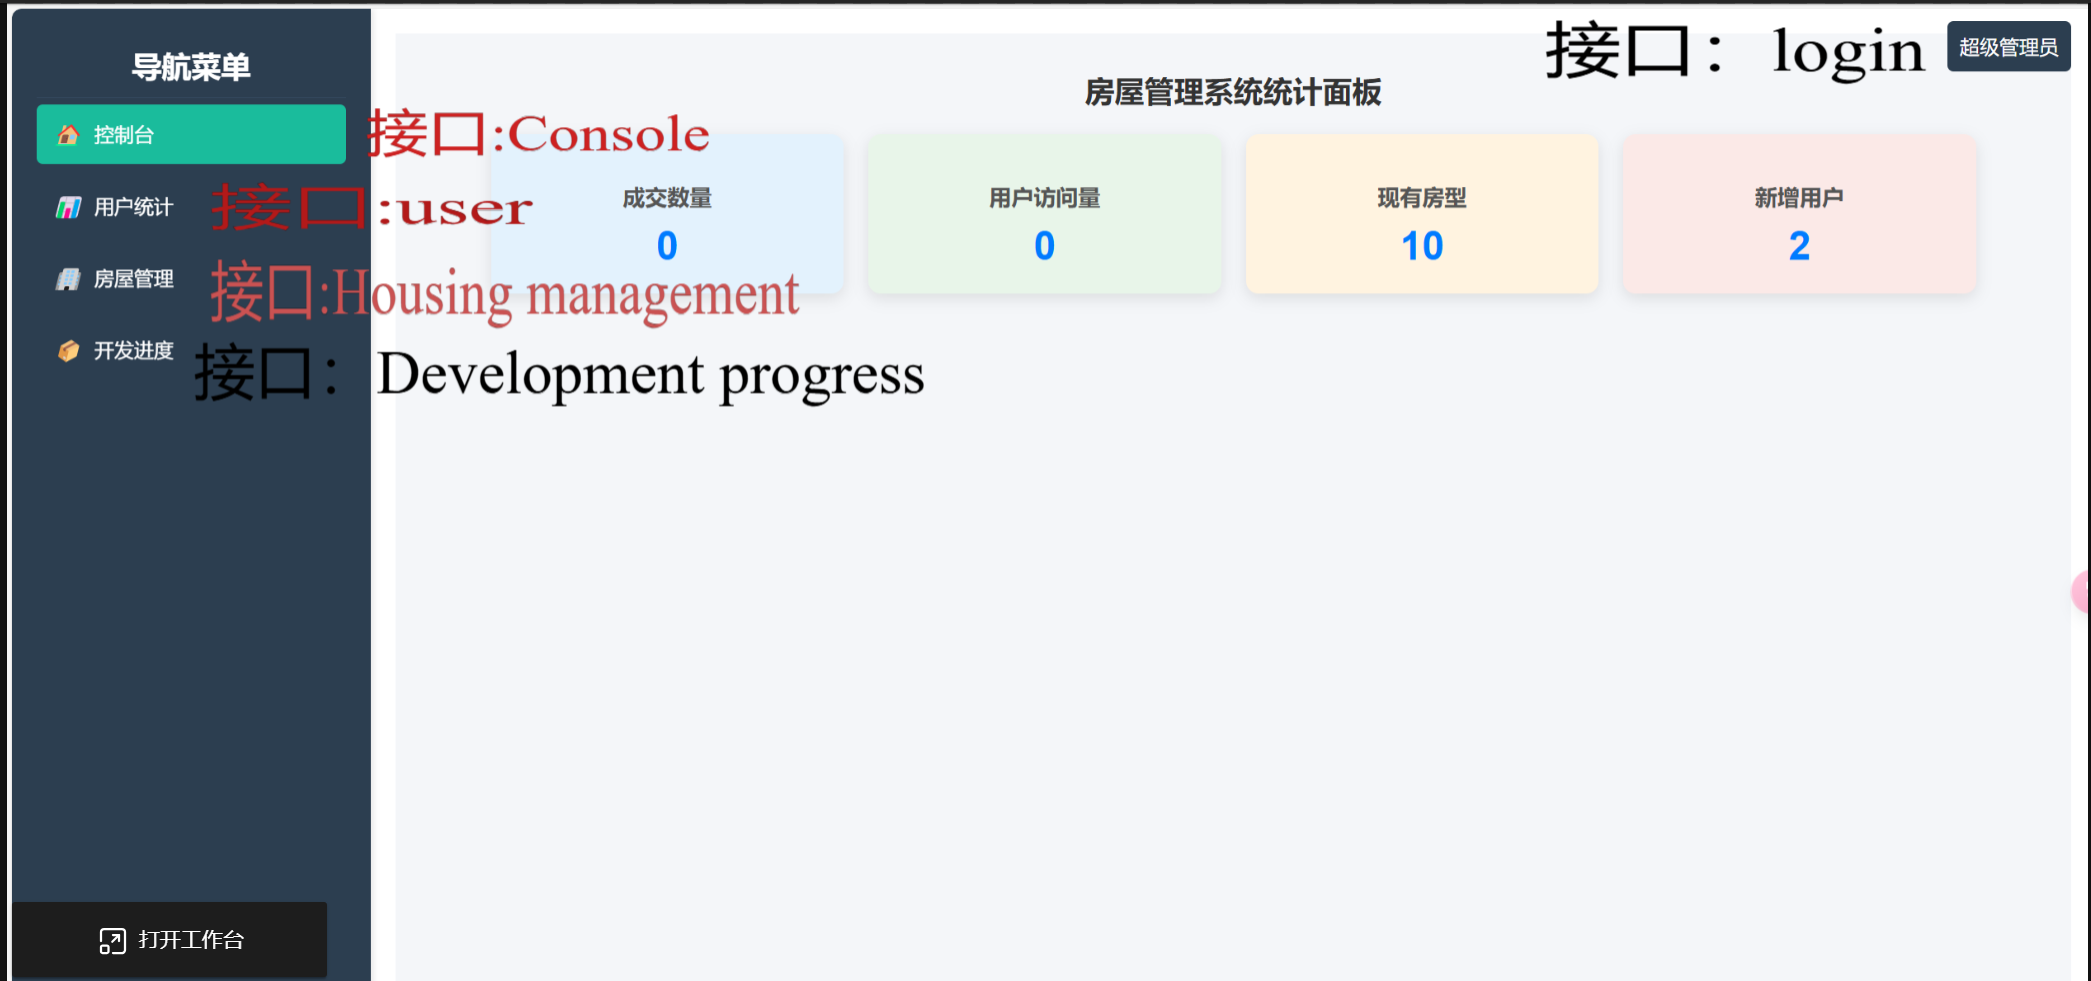 导航菜单
控制台
接口:Console
用户统计
接口:user
房屋管理
接口:Housing management
开发进度
接口：Development progress
打开工作台
接口：login
超级管理员
房屋管理系统统计面板
成交数量
0
用户访问量
0
现有房型
10
新增用户
2